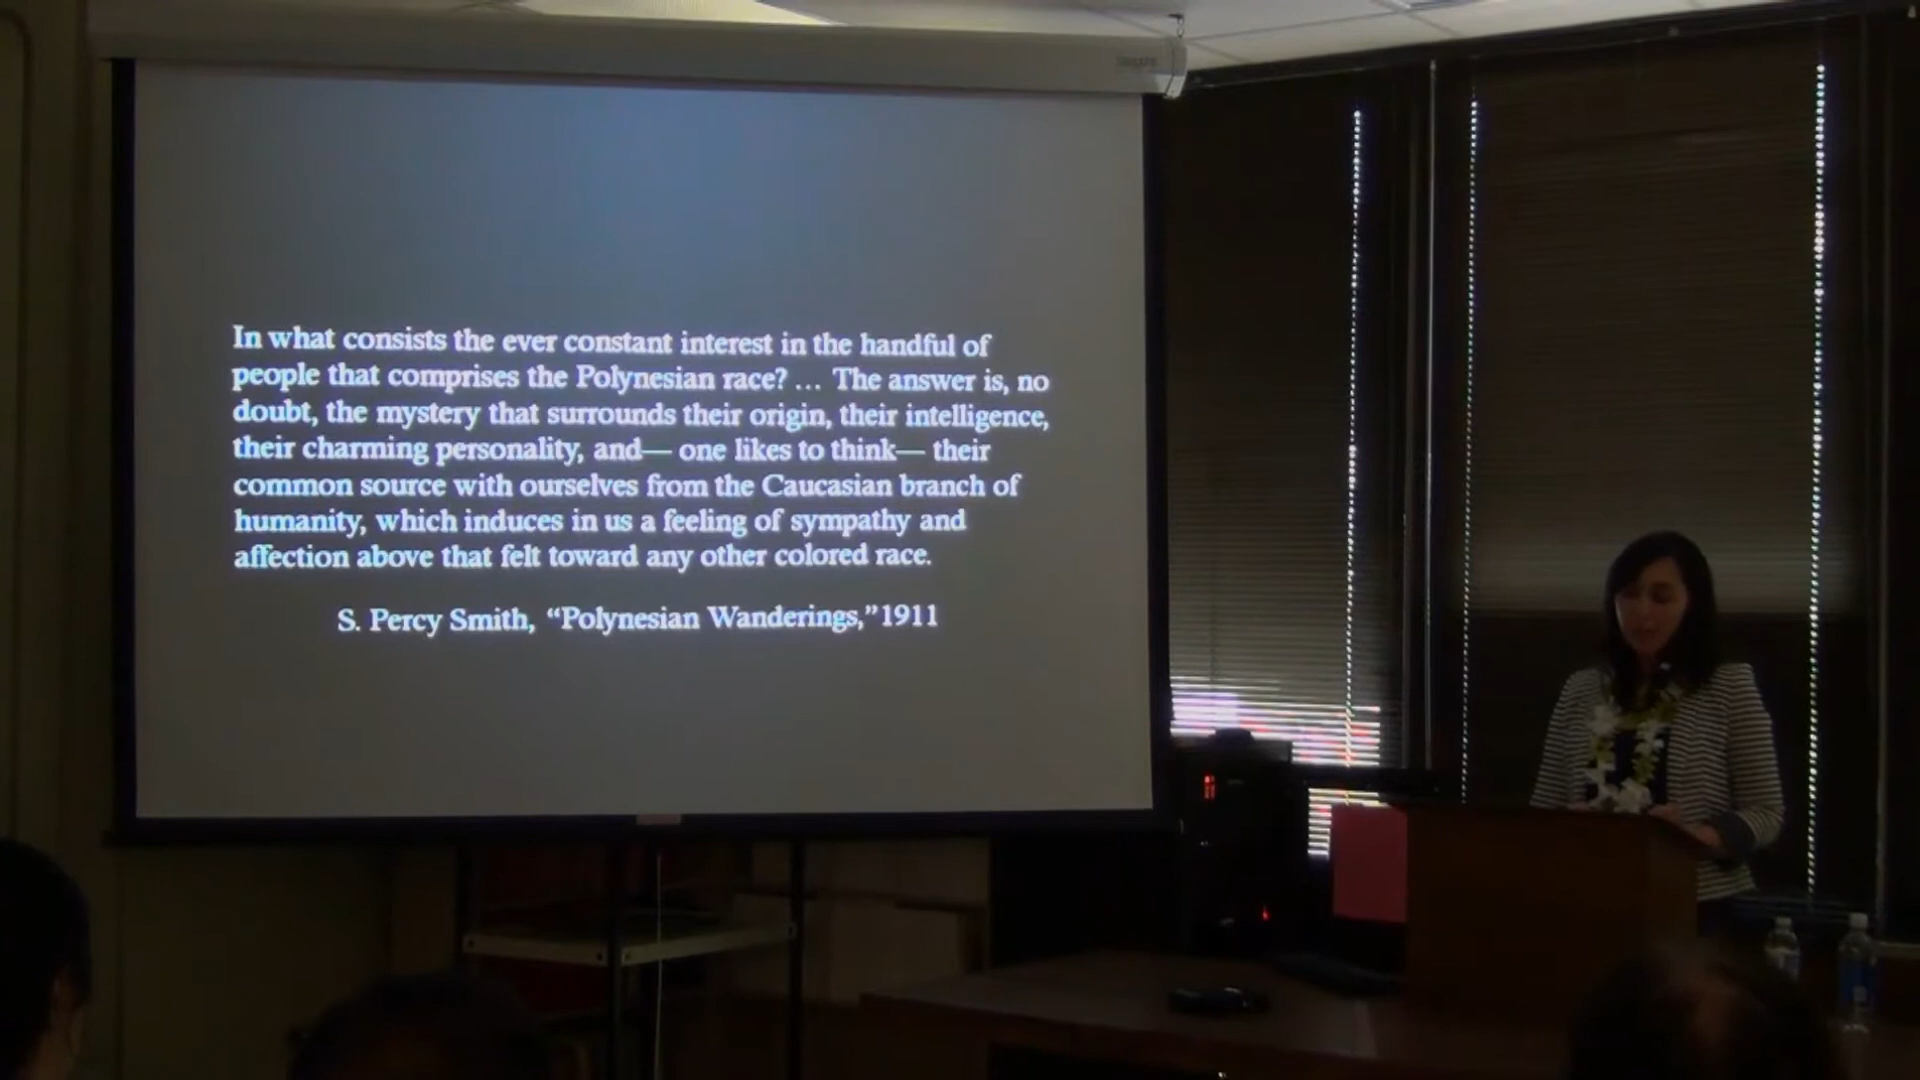 In what consists the ever constant interest in the handful of
people that comprises the Polynesian race? ... The answer is, no
doubt, the mystery that surrounds their origin, their intelligence,
their charming personality, and— one likes to think— their
common source with ourselves from the Caucasian branch of
humanity, which induces in us a feeling of sympathy and
affection above that felt toward any other colored race.
S. Percy Smith, “Polynesian Wanderings,”1911